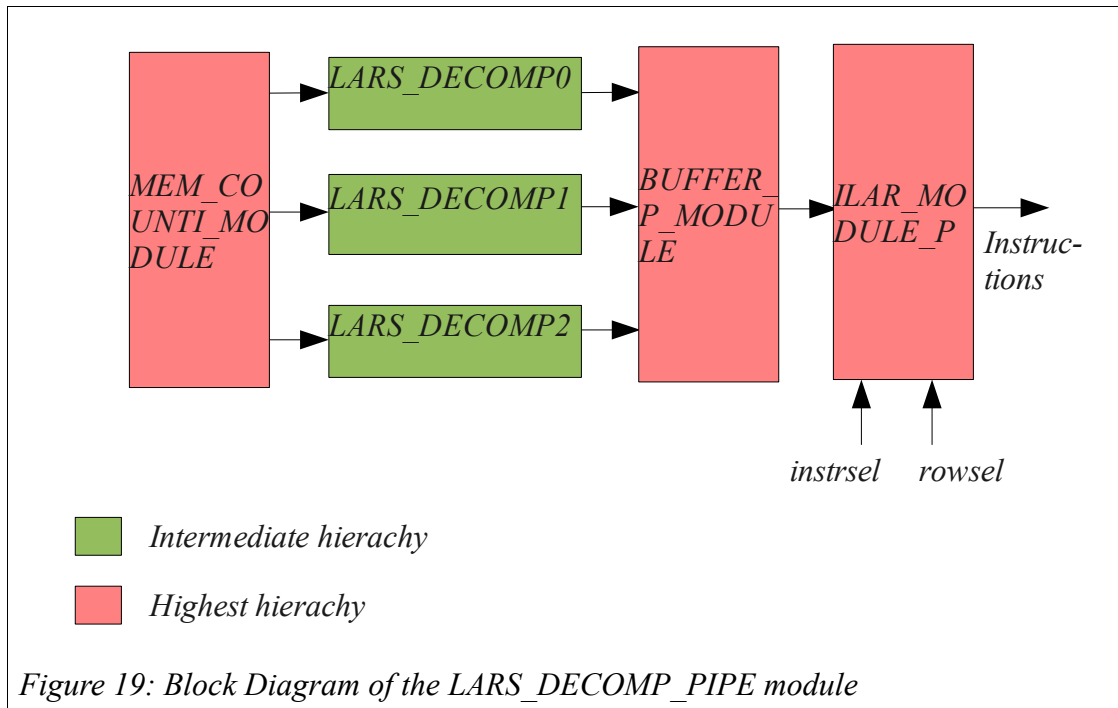 LARS_DECOMP0
MEM_CO
UNTI_MO
DULE
LARS_DECOMP1
LARS_DECOMP2
BUFFER_
P_MODU
LE
ILAR_MO
DULE_P
Instruc-
tions
instrsel
rowsel
Intermediate hierachy
Highest hierachy
Figure 19: Block Diagram of the LARS_DECOMP_PIPE module